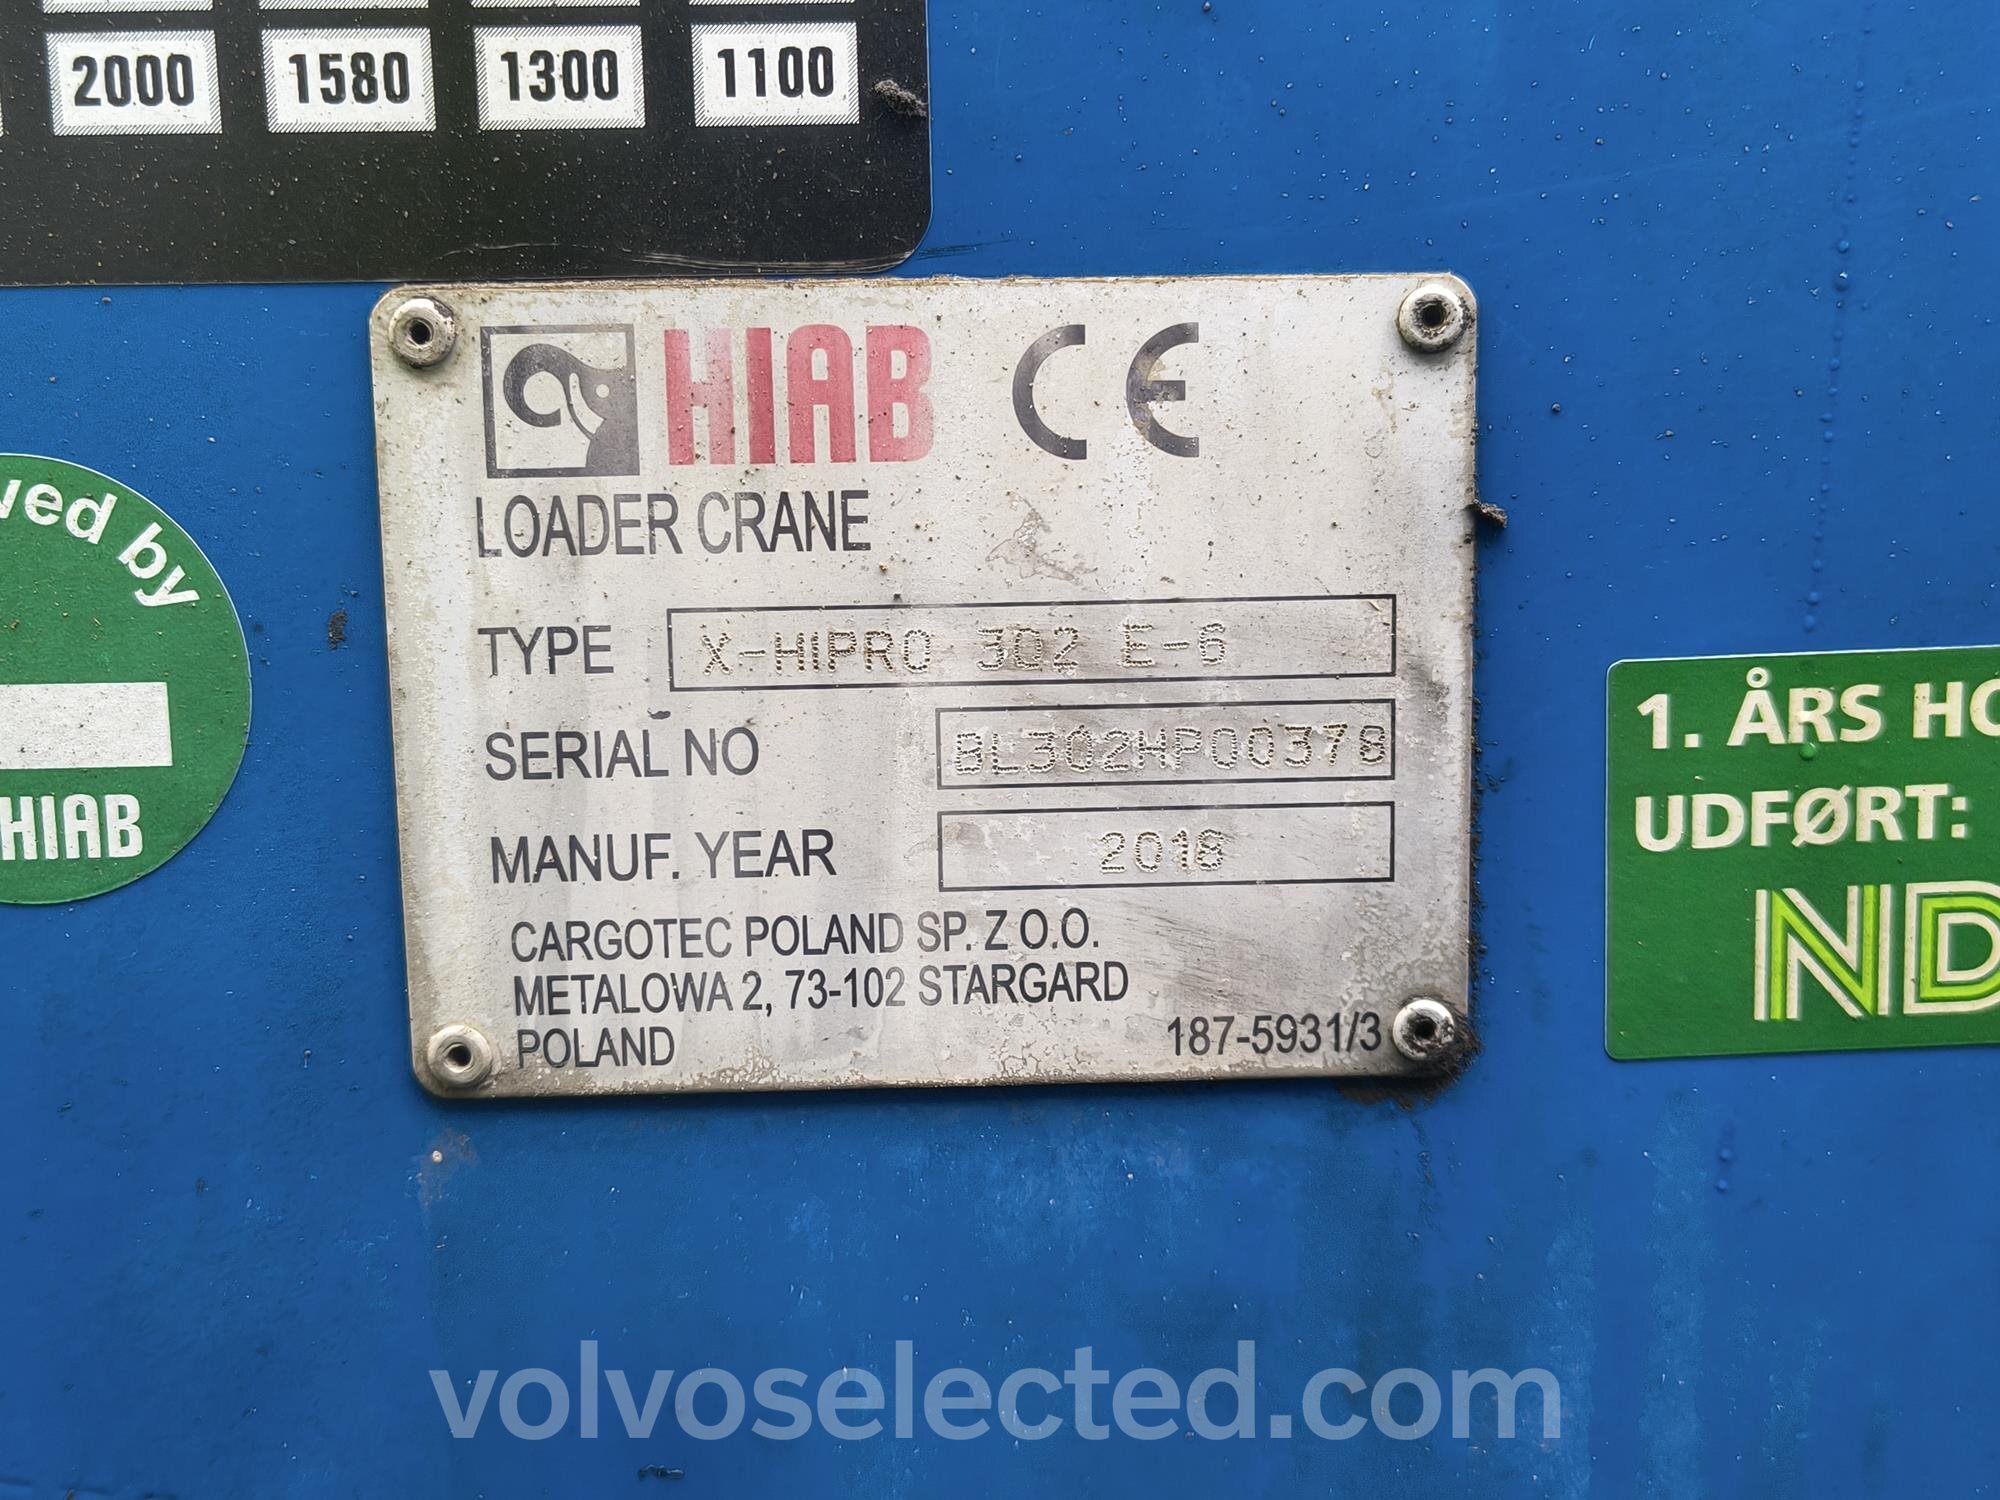 2000 1580 1300 1100
HIAB CE
LOADER CRANE
TYPE X-HIPRO 302 E-6
SERIAL NO BL302HP00378
MANUF. YEAR 2018
CARGOTEC POLAND SP. Z O.O.
METALOWA 2, 73-102 STARGARD
POLAND
187-5931/3
ved by
HIAB
1. ÅRS HO
UDFØRT:
ND
volvoselected.com